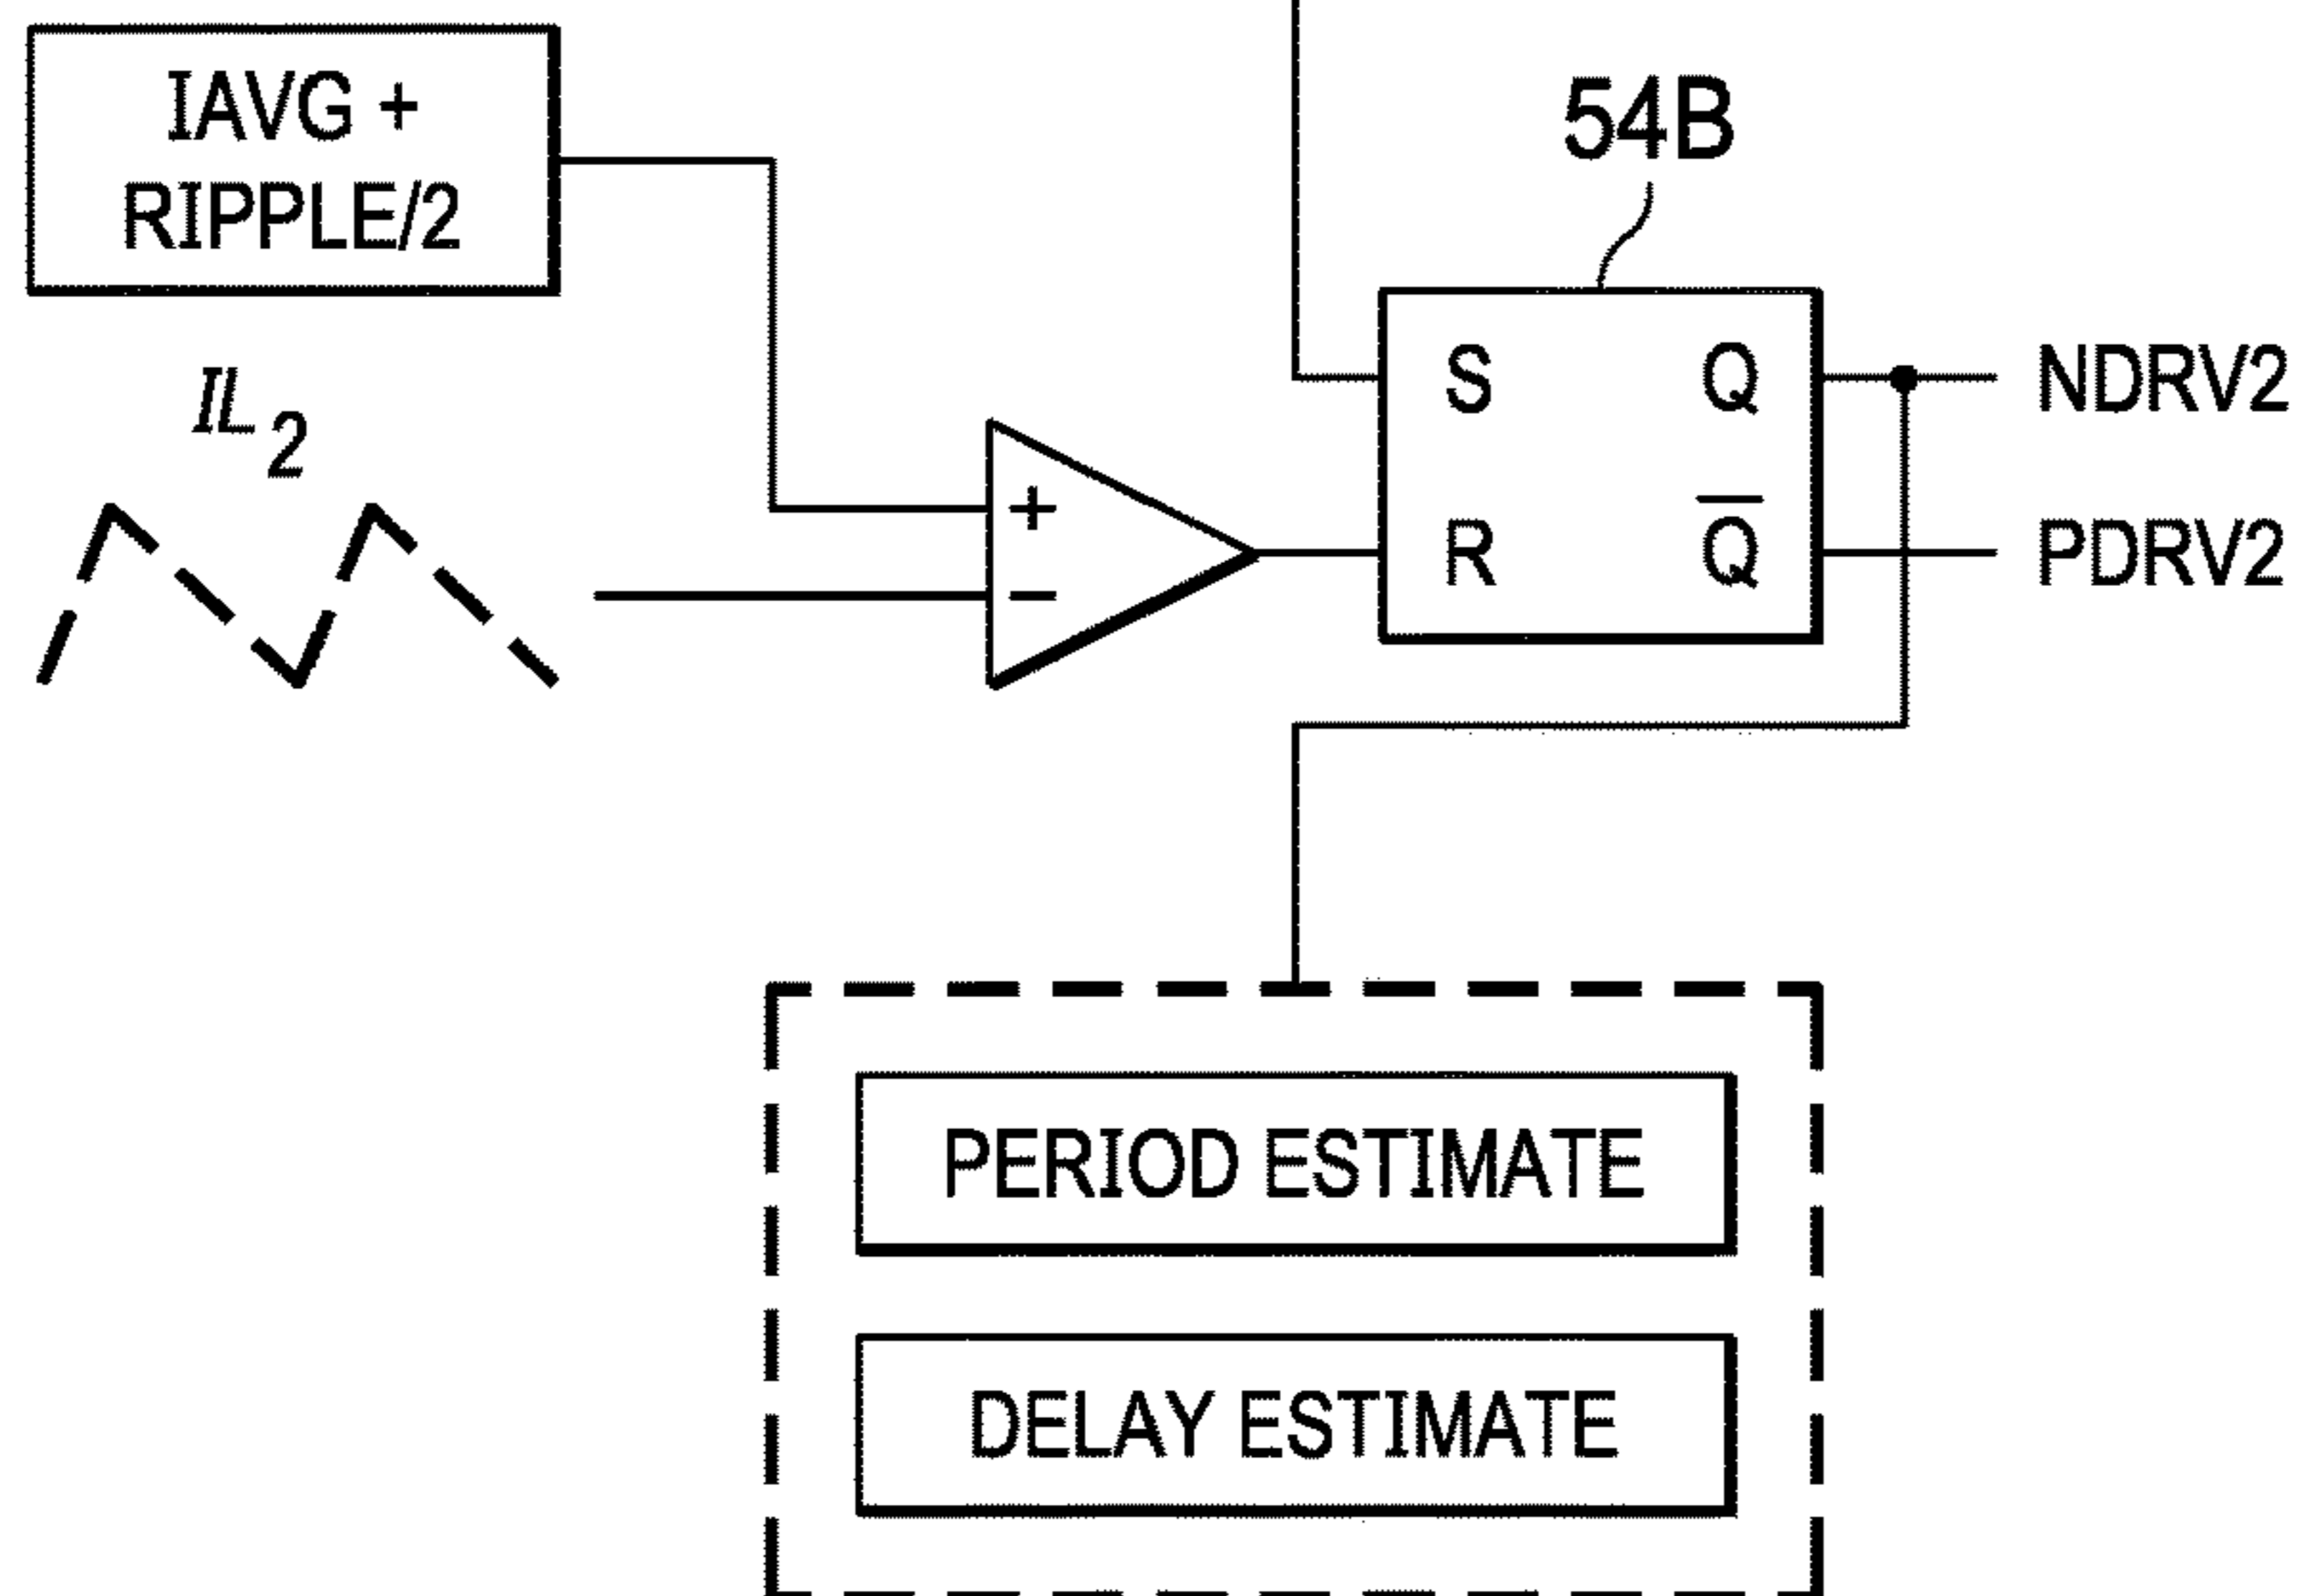 IAVG +
RIPPLE/2
54B
IL2
S Q NDRV2
+
R Q̅ PDRV2
−
PERIOD ESTIMATE
DELAY ESTIMATE